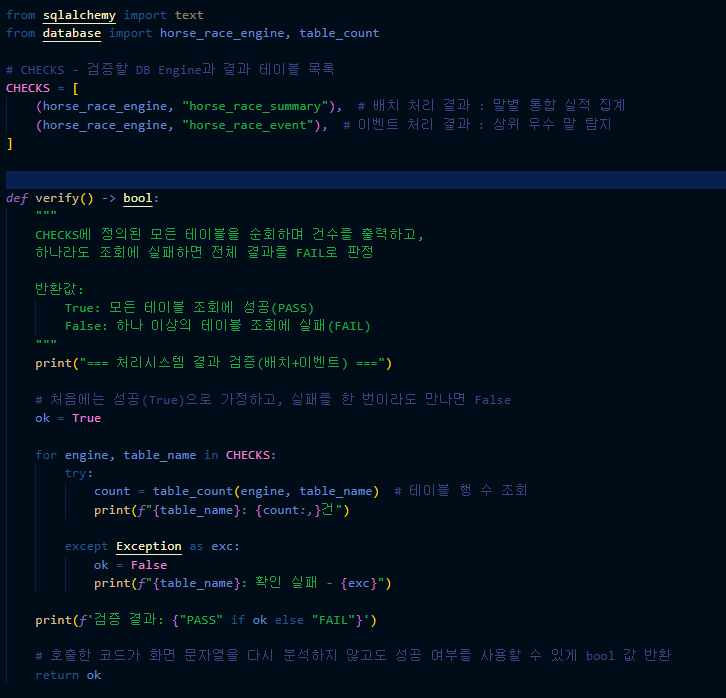 from sqlalchemy import text
from database import horse_race_engine, table_count
# CHECKS - 검증할 DB Engine과 결과 테이블 목록
CHECKS = [
    (horse_race_engine, "horse_race_summary"),  # 배치 처리 결과 : 말별 통합 실적 집계
    (horse_race_engine, "horse_race_event"),  # 이벤트 처리 결과 : 상위 우수 말 탐지
]
def verify() -> bool:
    """
    CHECKS에 정의된 모든 테이블을 순회하며 건수를 출력하고,
    하나라도 조회에 실패하면 전체 결과를 FAIL로 판정
    반환값:
        True: 모든 테이블 조회에 성공(PASS)
        False: 하나 이상의 테이블 조회에 실패(FAIL)
    """
    print("=== 처리시스템 결과 검증(배치+이벤트) ===")
    # 처음에는 성공(True)으로 가정하고, 실패를 한 번이라도 만나면 False
    ok = True
    for engine, table_name in CHECKS:
        try:
            count = table_count(engine, table_name)  # 테이블 행 수 조회
            print(f"{table_name}: {count:,}건")
        except Exception as exc:
            ok = False
            print(f"{table_name}: 확인 실패 - {exc}")
    print(f'검증 결과: {"PASS" if ok else "FAIL"}')
    # 호출한 코드가 화면 문자열을 다시 분석하지 않고도 성공 여부를 사용할 수 있게 bool 값 반환
    return ok